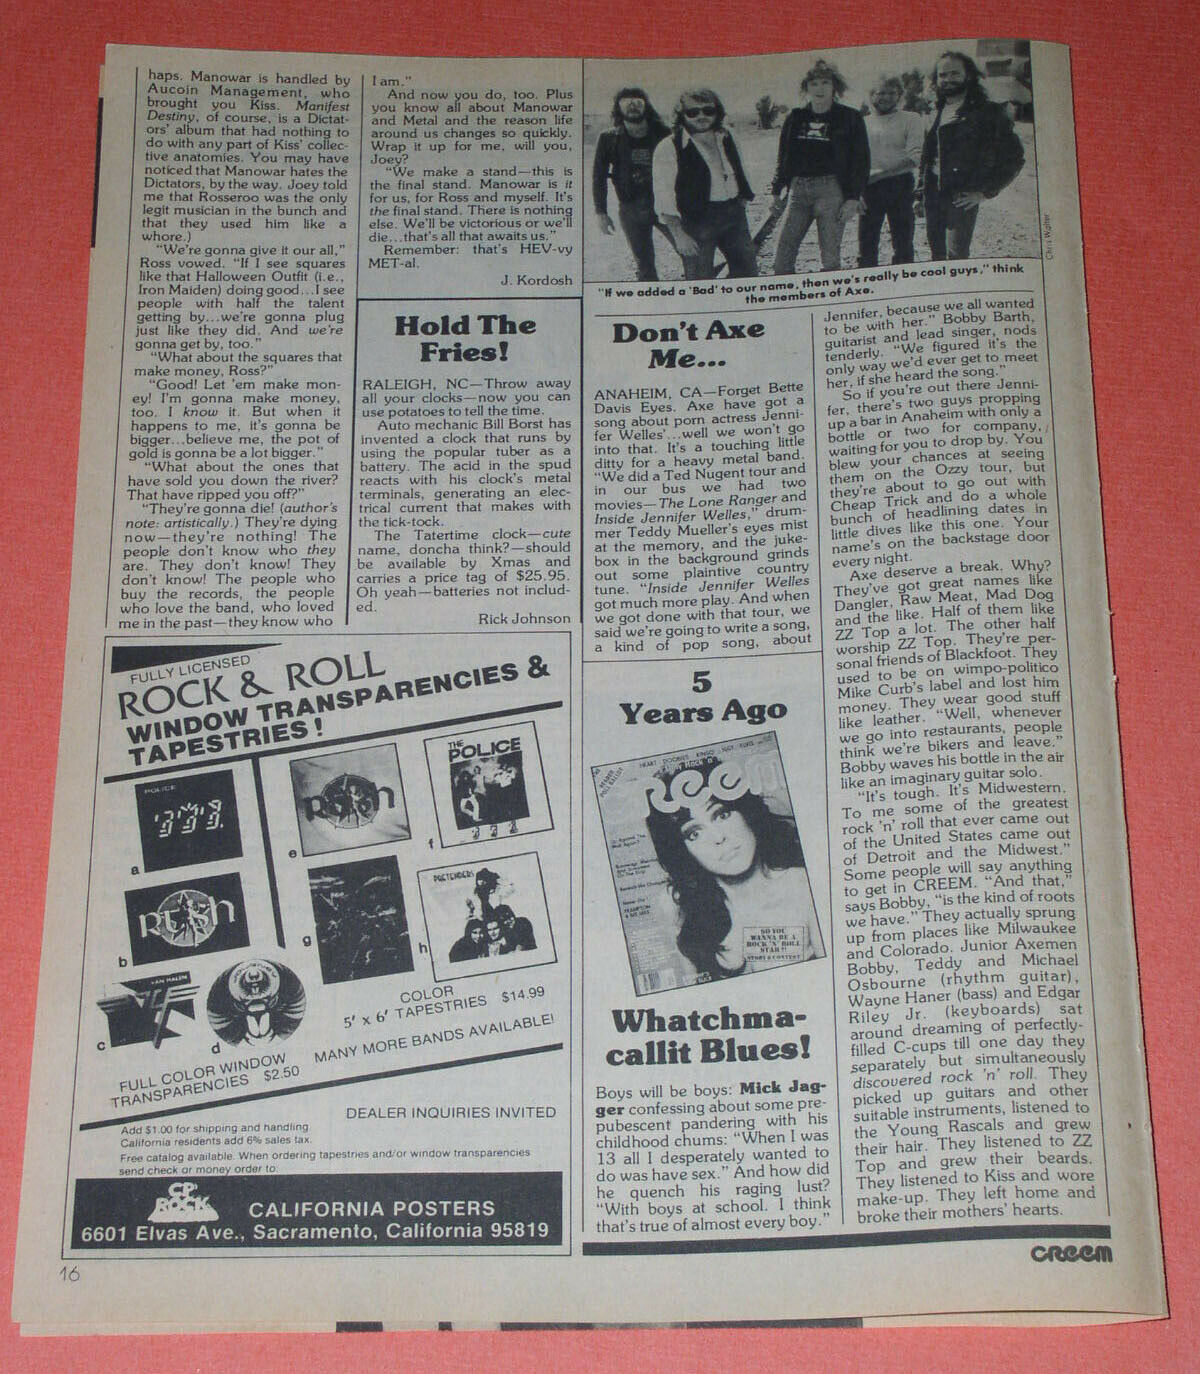 haps. Manowar is handled by
Aucoin Management, who
brought you Kiss. Manifest
Destiny, of course, is a Dictat-
ors' album that had nothing to
do with any part of Kiss' collec-
tive anatomies. You may have
noticed that Manowar hates the
Dictators, by the way. Joey told
me that Rosseroo was the only
legit musician in the bunch and
that they used him like a
whore.)
"We're gonna give it our all,"
Ross vowed. "If I see squares
like that Halloween Outfit (i.e.,
Iron Maiden) doing good...I see
people with half the talent
getting by...we're gonna plug
just like they did. And we're
gonna get by, too."
"What about the squares that
make money, Ross?"
"Good! Let 'em make mon-
ey! I'm gonna make money,
too. I know it. But when it
happens to me, it's gonna be
bigger...believe me, the pot of
gold is gonna be a lot bigger."
"What about the ones that
have sold you down the river?
That have ripped you off?"
"They're gonna die! (author's
note: artistically.) They're dying
now—they're nothing! The
people don't know who they
are. They don't know! They
don't know! The people who
buy the records, the people
who love the band, who loved
me in the past—they know who
I am."
And now you do, too. Plus
you know all about Manowar
and Metal and the reason life
around us changes so quickly.
Wrap it up for me, will you,
Joey?
"We make a stand—this is
the final stand. Manowar is it
for us, for Ross and myself. It's
the final stand. There is nothing
else. We'll be victorious or we'll
die...that's all that awaits us."
Remember: that's HEV-vy
MET-al.
J. Kordosh
Hold The
Fries!
RALEIGH, NC—Throw away
all your clocks—now you can
use potatoes to tell the time.
Auto mechanic Bill Borst has
invented a clock that runs by
using the popular tuber as a
battery. The acid in the spud
reacts with his clock's metal
terminals, generating an elec-
trical current that makes with
the tick-tock.
The Tatertime clock—cute
name, doncha think?—should
be available by Xmas and
carries a price tag of $25.95.
Oh yeah—batteries not includ-
ed.
Rick Johnson
Chris Walter
"If we added a 'Bad' to our name, then we's really be cool guys," think
the members of Axe.
Don't Axe
Me...
ANAHEIM, CA—Forget Bette
Davis Eyes. Axe have got a
song about porn actress Jenni-
fer Welles'...well we won't go
into that. It's a touching little
ditty for a heavy metal band.
"We did a Ted Nugent tour and
in our bus we had two
movies—The Lone Ranger and
Inside Jennifer Welles," drum-
mer Teddy Mueller's eyes mist
at the memory, and the juke-
box in the background grinds
out some plaintive country
tune. "Inside Jennifer Welles
got much more play. And when
we got done with that tour, we
said we're going to write a song,
a kind of pop song, about
Jennifer, because we all wanted
to be with her." Bobby Barth,
guitarist and lead singer, nods
tenderly. "We figured it's the
only way we'd ever get to meet
her, if she heard the song."
So if you're out there Jenni-
fer, there's two guys propping
up a bar in Anaheim with only a
bottle or two for company,
waiting for you to drop by. You
blew your chances at seeing
them on the Ozzy tour, but
they're about to go out with
Cheap Trick and do a whole
bunch of headlining dates in
little dives like this one. Your
name's on the backstage door
every night.
Axe deserve a break. Why?
They've got great names like
Dangler, Raw Meat, Mad Dog
and the like. Half of them like
ZZ Top a lot. The other half
worship ZZ Top. They're per-
sonal friends of Blackfoot. They
used to be on wimpo-politico
Mike Curb's label and lost him
money. They wear good stuff
like leather. "Well, whenever
we go into restaurants, people
think we're bikers and leave."
Bobby waves his bottle in the air
like an imaginary guitar solo.
"It's tough. It's Midwestern.
To me some of the greatest
rock 'n' roll that ever came out
of the United States came out
of Detroit and the Midwest."
Some people will say anything
to get in CREEM. "And that,"
says Bobby, "is the kind of roots
we have." They actually sprung
up from places like Milwaukee
and Colorado. Junior Axemen
Bobby, Teddy and Michael
Osbourne (rhythm guitar),
Wayne Haner (bass) and Edgar
Riley Jr. (keyboards) sat
around dreaming of perfectly-
filled C-cups till one day they
separately but simultaneously
discovered rock 'n' roll. They
picked up guitars and other
suitable instruments, listened to
the Young Rascals and grew
their hair. They listened to ZZ
Top and grew their beards.
They listened to Kiss and wore
make-up. They left home and
broke their mothers' hearts.
5
Years Ago
CREEM
SO YOU
WANNA BE A
ROCK 'N' ROLL
STAR!!
STORY & CONTEST
Whatchma-
callit Blues!
Boys will be boys: Mick Jag-
ger confessing about some pre-
pubescent pandering with his
childhood chums: "When I was
13 all I desperately wanted to
do was have sex." And how did
he quench his raging lust?
"With boys at school. I think
that's true of almost every boy."
FULLY LICENSED
ROCK & ROLL
WINDOW TRANSPARENCIES &
TAPESTRIES!
POLICE
a
RUSH
b
VAN HALEN
c
d
RUSH
e
THE
POLICE
f
g
PRETENDERS
h
COLOR
5' x 6' TAPESTRIES $14.99
MANY MORE BANDS AVAILABLE!
FULL COLOR WINDOW
TRANSPARENCIES $2.50
DEALER INQUIRIES INVITED
Add $1.00 for shipping and handling
California residents add 6% sales tax.
Free catalog available. When ordering tapestries and/or window transparencies
send check or money order to:
CP
ROCK
CALIFORNIA POSTERS
6601 Elvas Ave., Sacramento, California 95819
16
CREEM